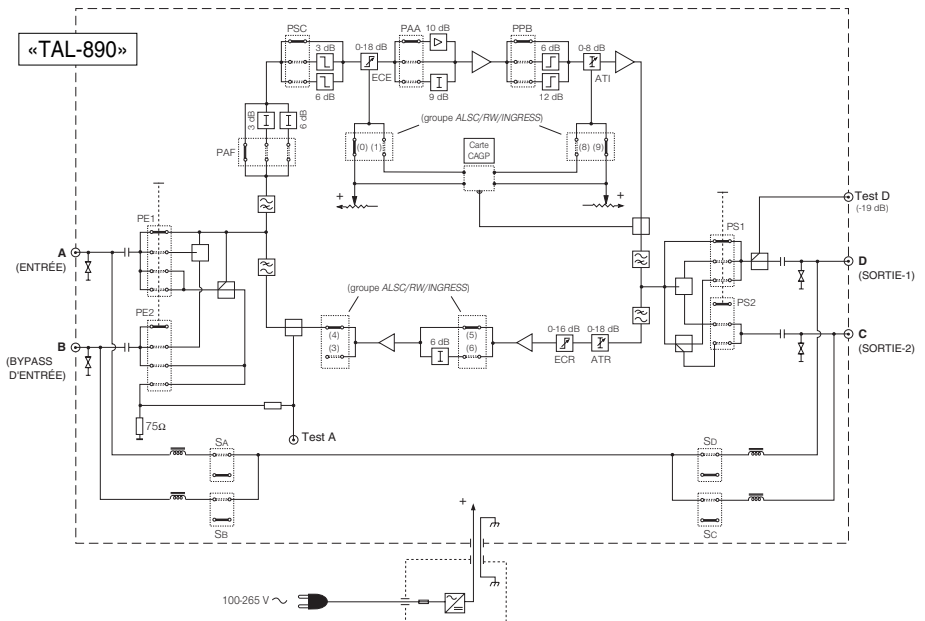 «TAL-890»
PSC
3 dB
6 dB
0-18 dB
ECE
PAA
10 dB
9 dB
PPB
6 dB
12 dB
0-8 dB
ATI
3 dB
6 dB
PAF
(groupe ALSC/RW/INGRESS)
(0) (1)
Carte
CAGP
(8) (9)
+
+
Test D
(-19 dB)
PE1
A
(ENTRÉE)
PS1
D
(SORTIE-1)
PE2
B
(BYPASS
D'ENTRÉE)
(groupe ALSC/RW/INGRESS)
(4)
(3)
6 dB
(5)
(6)
0-16 dB
ECR
0-18 dB
ATR
PS2
C
(SORTIE-2)
75Ω
Test A
SA
SB
SD
SC
+
100-265 V